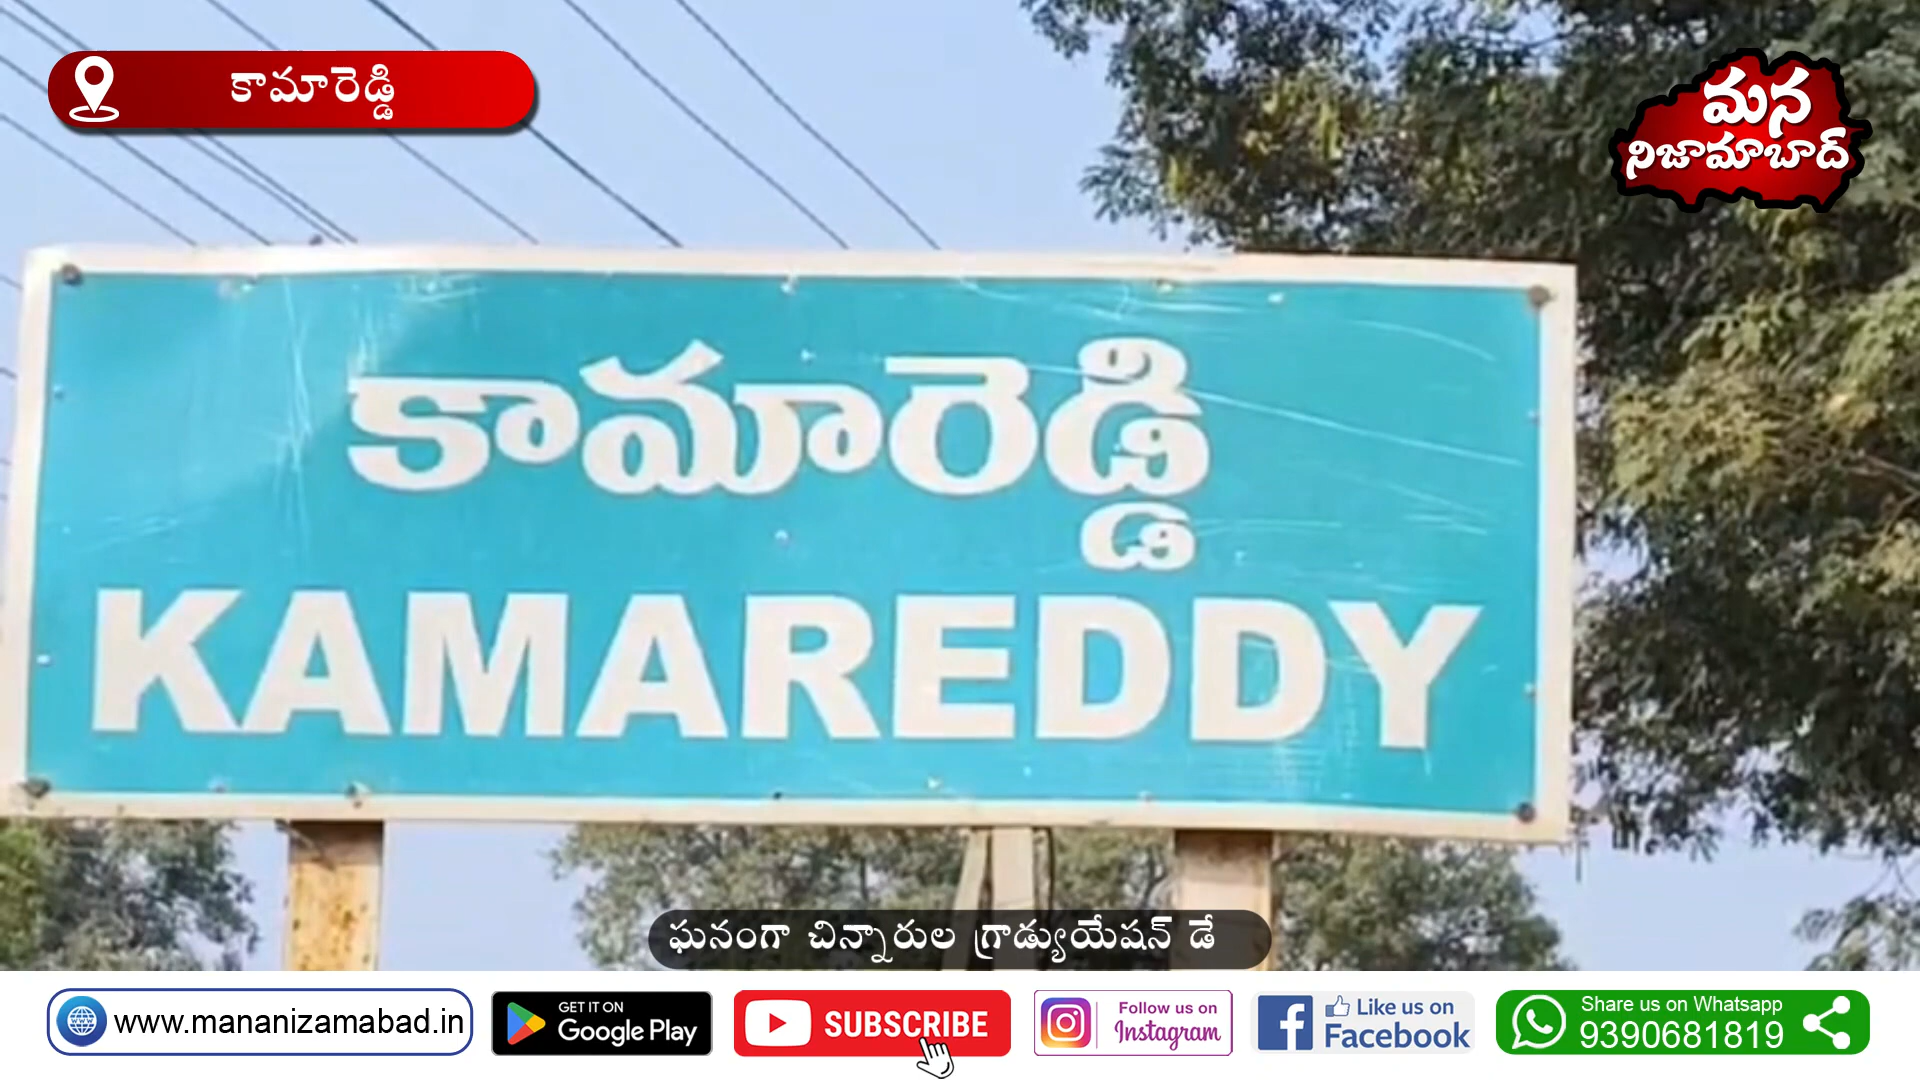 కామారెడ్డి
మన
నిజామాబాద్
కామారెడ్డి
KAMAREDDY
ఘనంగా చిన్నారుల గ్రాడ్యుయేషన్ డే
www.mananizamabad.in
GET IT ON
Google Play
SUBSCRIBE
Follow us on
Instagram
Like us on
Facebook
Share us on Whatsapp
9390681819